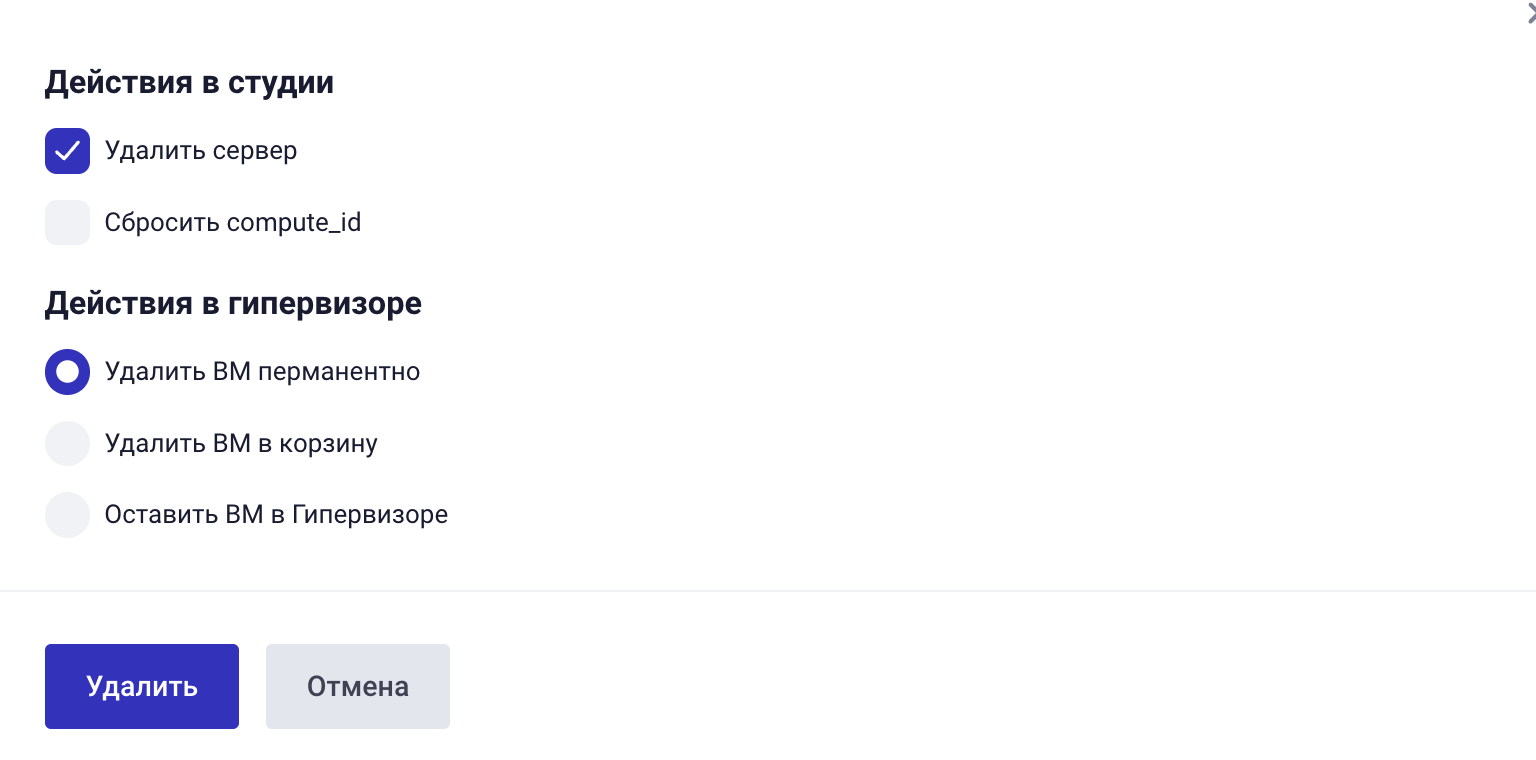 Действия в студии
Удалить сервер
Сбросить compute_id
Действия в гипервизоре
Удалить ВМ перманентно
Удалить ВМ в корзину
Оставить ВМ в Гипервизоре
Удалить
Отмена